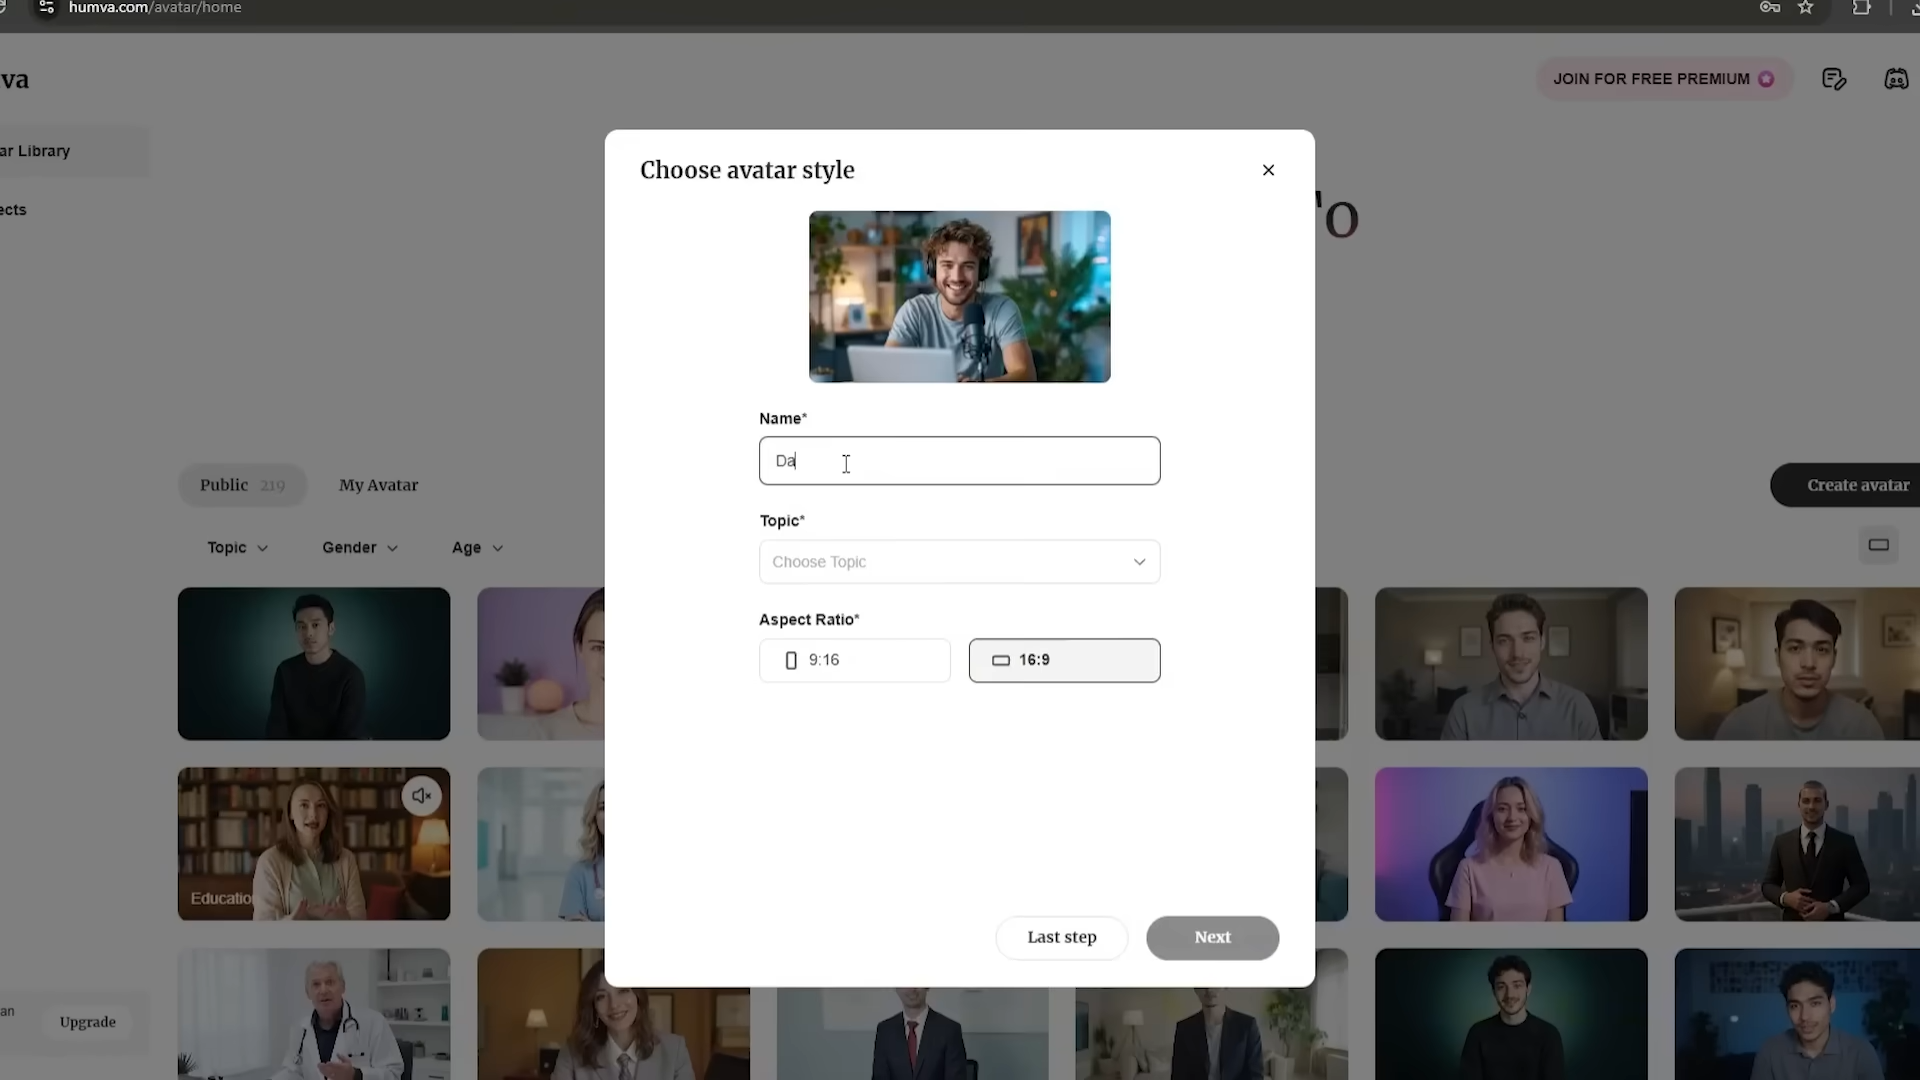 humva.com/avatar/home
va
JOIN FOR FREE PREMIUM
ar Library
ects
Choose avatar style
To
Name*
Da
Public 219
My Avatar
Create avatar
Topic*
Topic
Gender
Age
Choose Topic
Aspect Ratio*
9:16
16:9
Educatio
Last step
Next
an
Upgrade